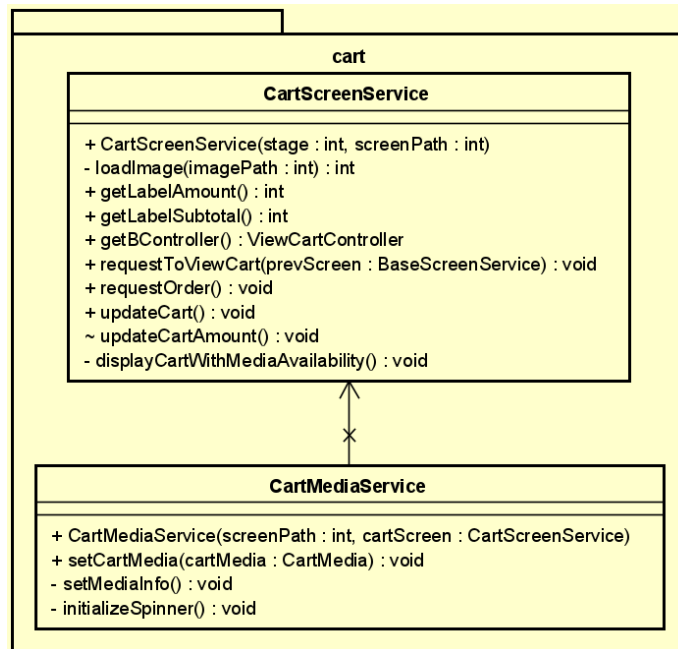 cart
CartScreenService
+ CartScreenService(stage : int, screenPath : int)
- loadImage(imagePath : int) : int
+ getLabelAmount() : int
+ getLabelSubtotal() : int
+ getBController() : ViewCartController
+ requestToViewCart(prevScreen : BaseScreenService) : void
+ requestOrder() : void
+ updateCart() : void
~ updateCartAmount() : void
- displayCartWithMediaAvailability() : void
CartMediaService
+ CartMediaService(screenPath : int, cartScreen : CartScreenService)
+ setCartMedia(cartMedia : CartMedia) : void
- setMediaInfo() : void
- initializeSpinner() : void